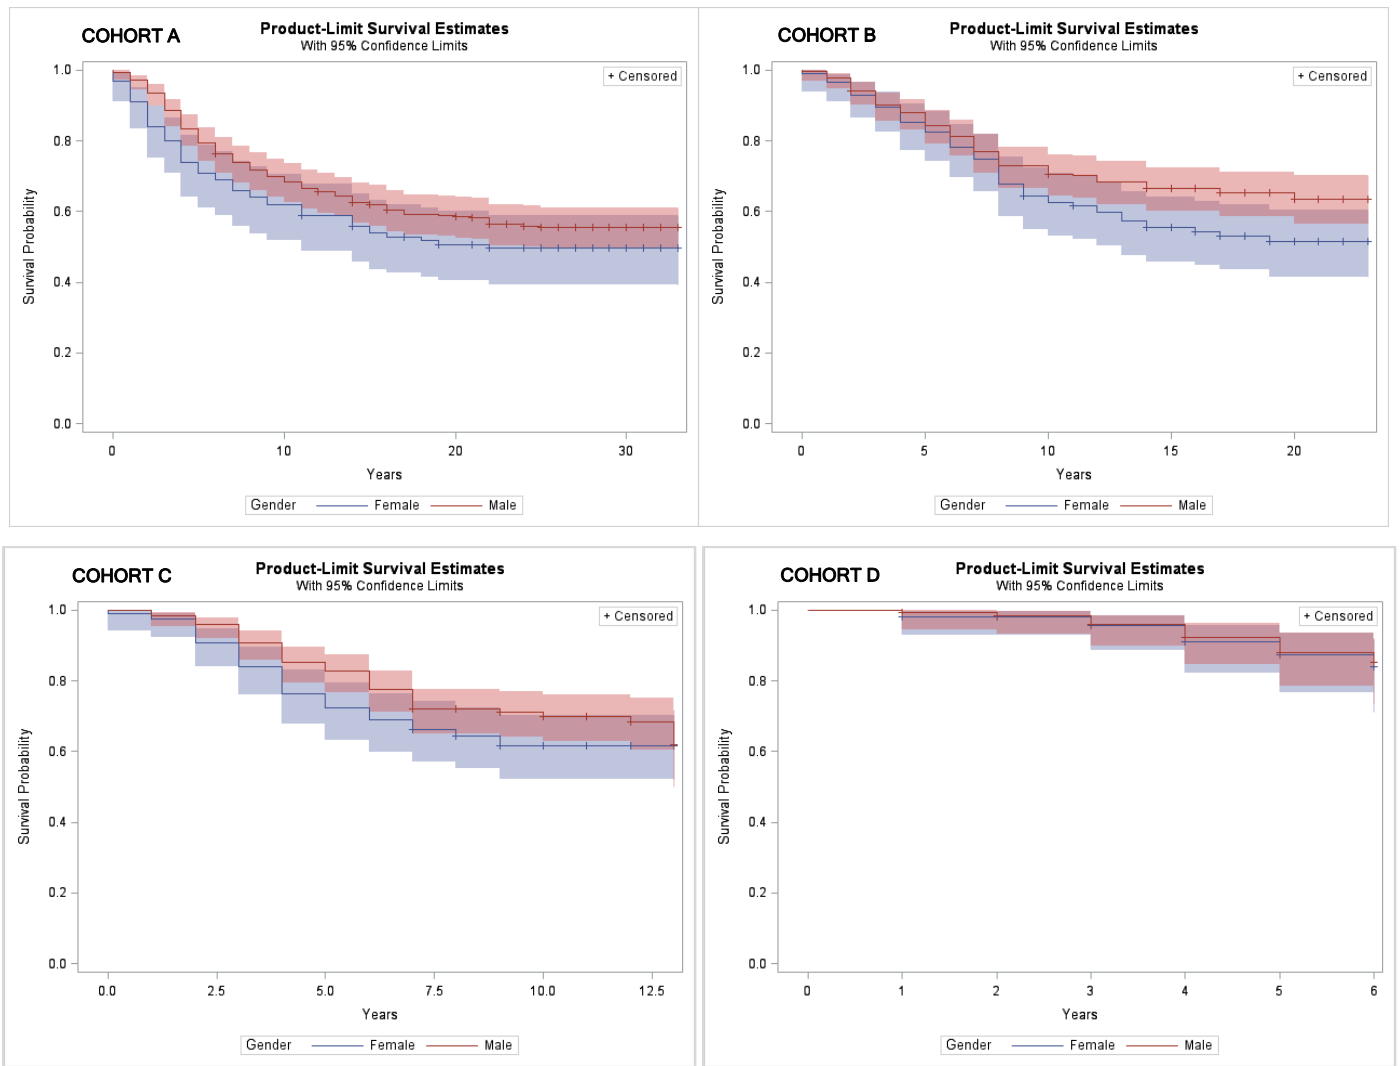 COHORT A
Product-Limit Survival Estimates
With 95% Confidence Limits
+ Censored
1.0
0.8
0.6
0.4
0.2
0.0
Survival Probability
0 10 20 30
Years
Gender Female Male
COHORT B
Product-Limit Survival Estimates
With 95% Confidence Limits
+ Censored
1.0
0.8
0.6
0.4
0.2
0.0
Survival Probability
0 5 10 15 20
Years
Gender Female Male
COHORT C
Product-Limit Survival Estimates
With 95% Confidence Limits
+ Censored
1.0
0.8
0.6
0.4
0.2
0.0
Survival Probability
0.0 2.5 5.0 7.5 10.0 12.5
Years
Gender Female Male
COHORT D
Product-Limit Survival Estimates
With 95% Confidence Limits
+ Censored
1.0
0.8
0.6
0.4
0.2
0.0
Survival Probability
0 1 2 3 4 5 6
Years
Gender Female Male